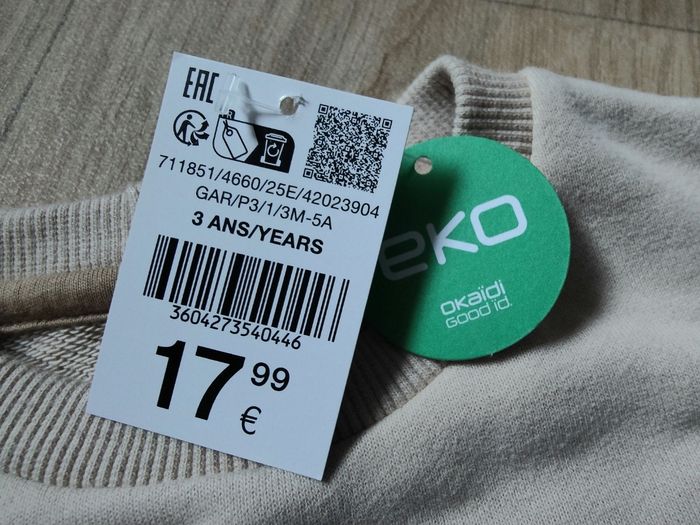 EAC
711851/4660/25E/42023904
GAR/P3/1/3M-5A
3 ANS/YEARS
3604273540446
17 99
€
eKO
OKAÏDI
GOOD id.